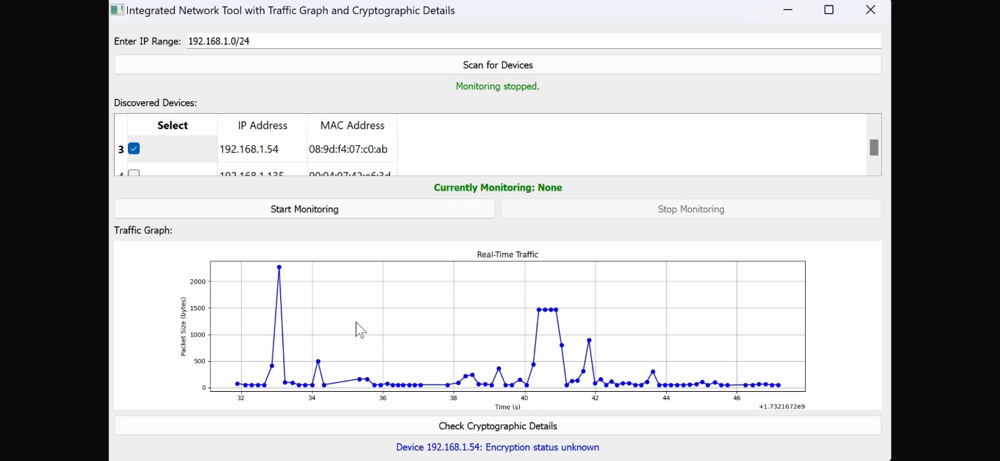 Integrated Network Tool with Traffic Graph and Cryptographic Details
Enter IP Range: 192.168.1.0/24
Scan for Devices
Monitoring stopped.
Discovered Devices:
Select IP Address MAC Address
3 192.168.1.54 08:9d:f4:07:c0:ab
4 192.168.1.135
Currently Monitoring: None
Start Monitoring Stop Monitoring
Traffic Graph:
Real-Time Traffic
2000
1500
1000
500
0
Packet Size (bytes)
32 34 36 38 40 42 44 46
Time (s)
+1.7321672e9
Check Cryptographic Details
Device 192.168.1.54: Encryption status unknown